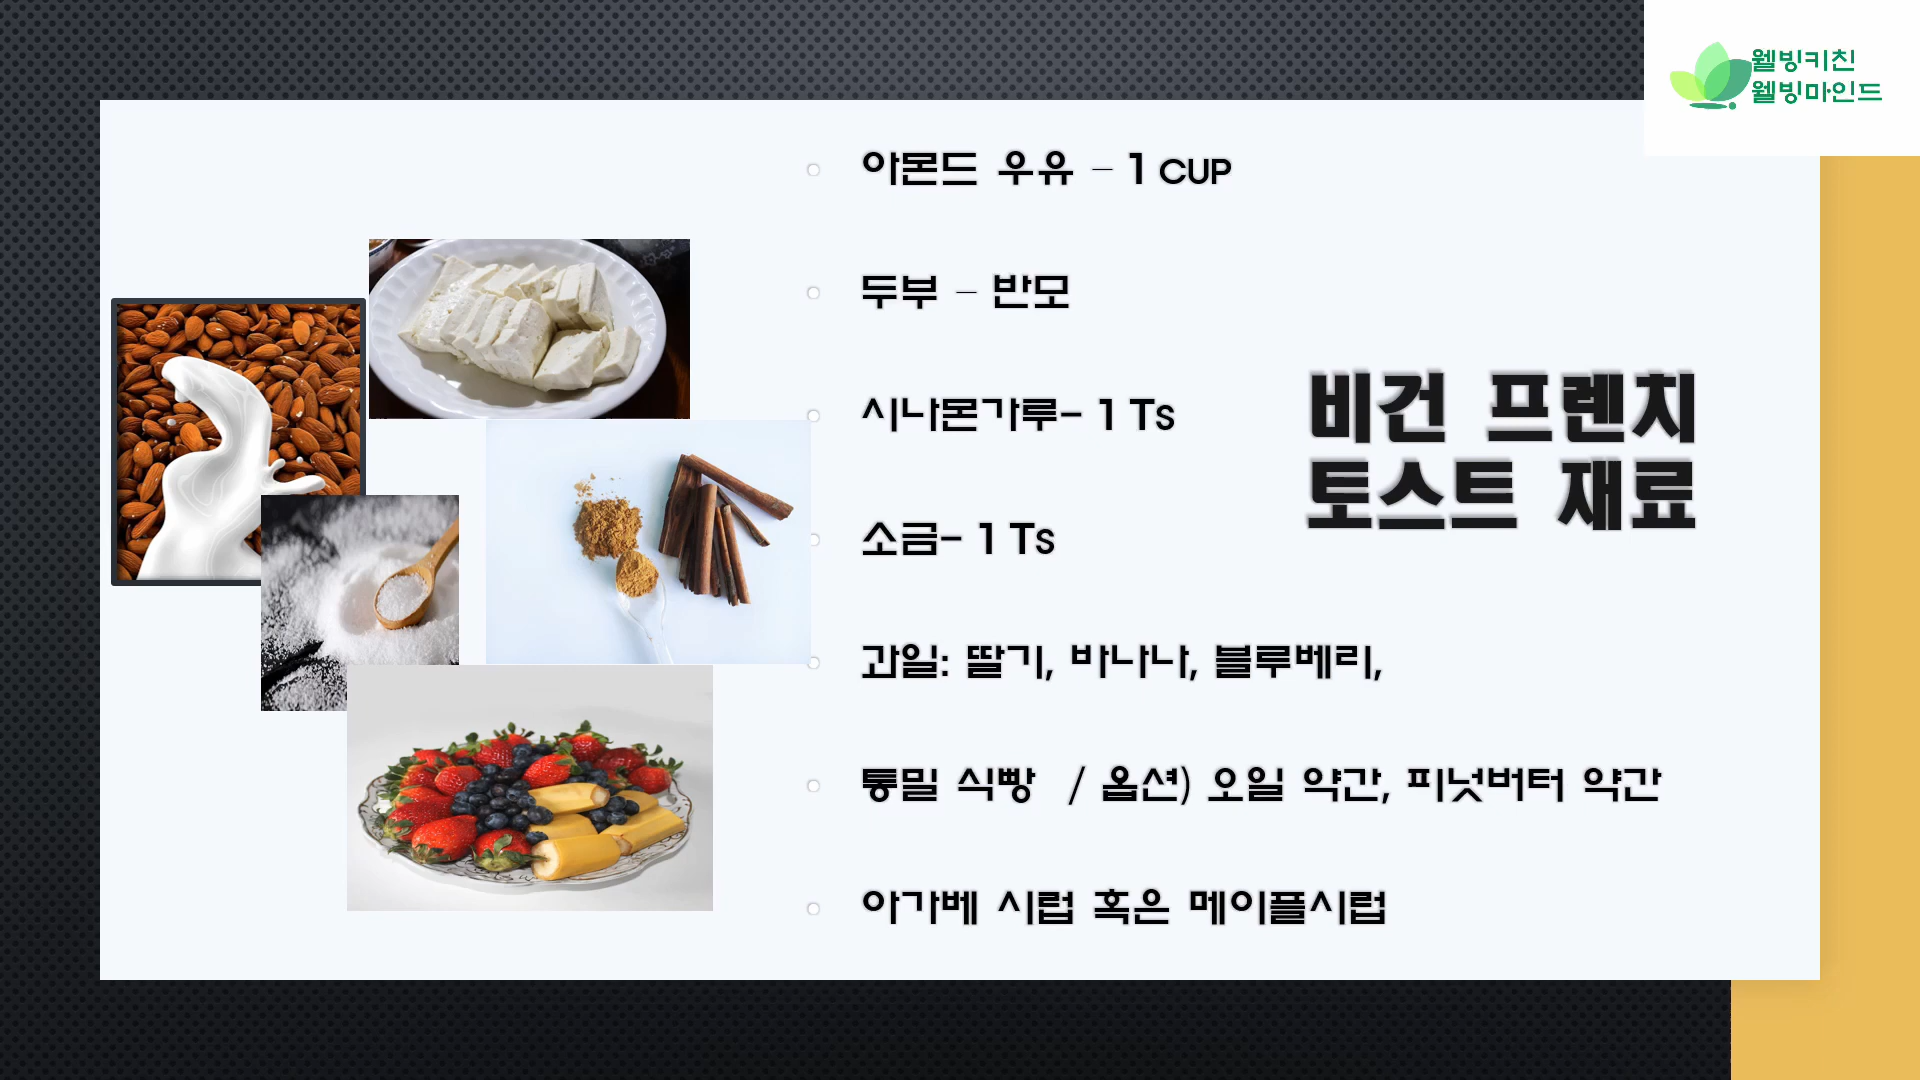 웰빙키친
웰빙마인드
아몬드 우유 – 1 CUP
두부 – 반모
시나몬가루– 1 Ts
소금– 1 Ts
과일: 딸기, 바나나, 블루베리,
통밀 식빵 / 옵션) 오일 약간, 피넛버터 약간
아가베 시럽 혹은 메이플시럽
비건 프렌치
토스트 재료